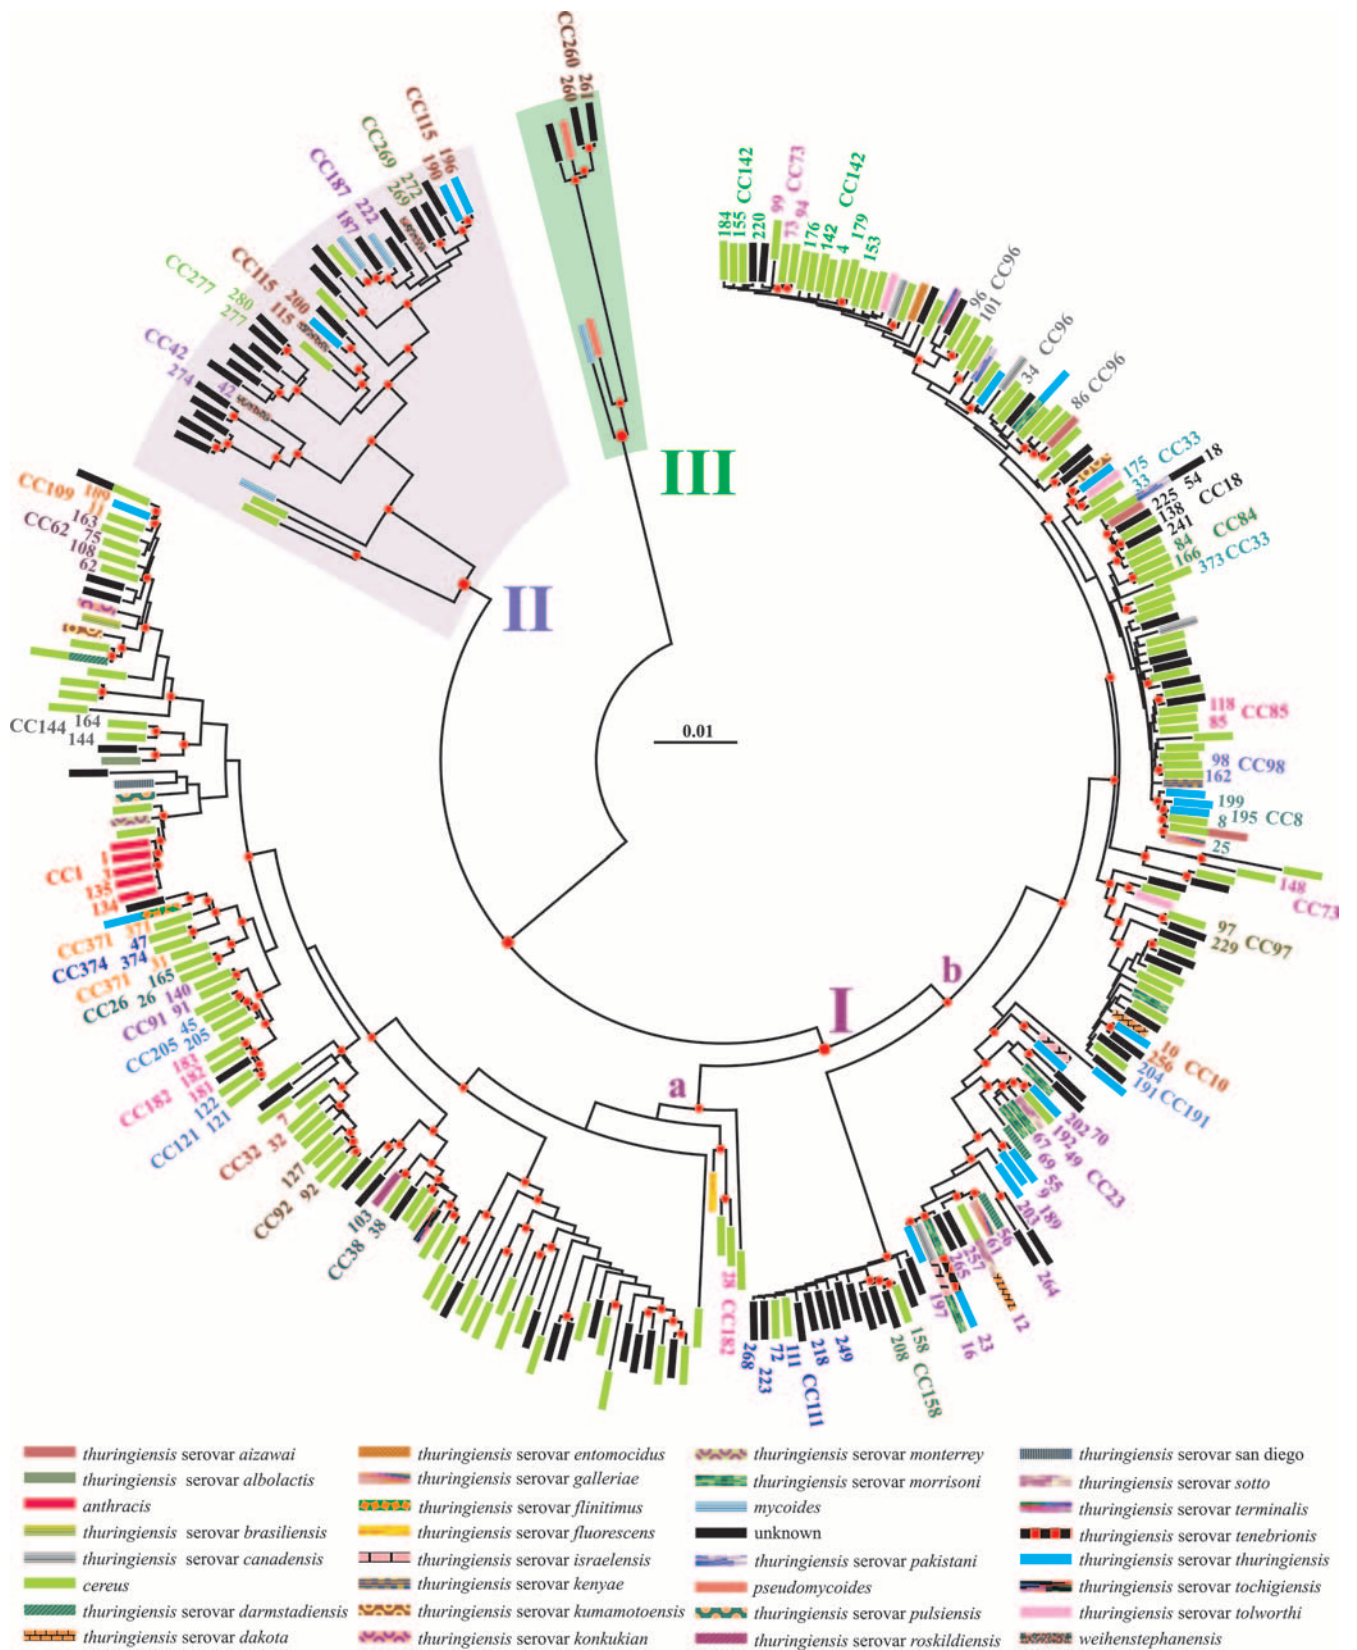 CC260 261
260
CC115 196
190
CC269 272
269
CC187 222
187
CC115 200
115
CC277 280
277
CC42
274 42
CC109 109
11
163
CC62 75
108
62
CC144 164
144
CC1 1
3
135
134
CC371 371
47
CC374 374
CC371 31
165
CC26 26
140
CC91 91
45
CC205 205
183
CC182 182
181
122
CC121 121
7
CC32 32
127
CC92 92
103
CC38 38
28 CC182
268
223
72
111 CC111
218
249
208
158 CC158
16
23
197
265
257
61
56
12
264
203
189
9
55
69
67
49 CC23
192
202
70
191 CC191
204
256
10 CC10
229
97 CC97
CC73
148
25
8 195 CC8
199
162
98 CC98
85
118 CC85
373 CC33
166
84 CC84
241
138 CC18
225 54
18
33
175 CC33
86 CC96
34 CC96
101
96 CC96
153
179
4 CC142
142
176
94
73 CC73
99
220
155 CC142
184
III
II
I
a
b
0.01
thuringiensis serovar aizawai
thuringiensis serovar albolactis
anthracis
thuringiensis serovar brasiliensis
thuringiensis serovar canadensis
cereus
thuringiensis serovar darmstadiensis
thuringiensis serovar dakota
thuringiensis serovar entomocidus
thuringiensis serovar galleriae
thuringiensis serovar flinitimus
thuringiensis serovar fluorescens
thuringiensis serovar israelensis
thuringiensis serovar kenyae
thuringiensis serovar kumamotoensis
thuringiensis serovar konkukian
thuringiensis serovar monterrey
thuringiensis serovar morrisoni
mycoides
unknown
thuringiensis serovar pakistani
pseudomycoides
thuringiensis serovar pulsiensis
thuringiensis serovar roskildiensis
thuringiensis serovar san diego
thuringiensis serovar sotto
thuringiensis serovar terminalis
thuringiensis serovar tenebrionis
thuringiensis serovar thuringiensis
thuringiensis serovar tochigiensis
thuringiensis serovar tolworthi
weihenstephanensis